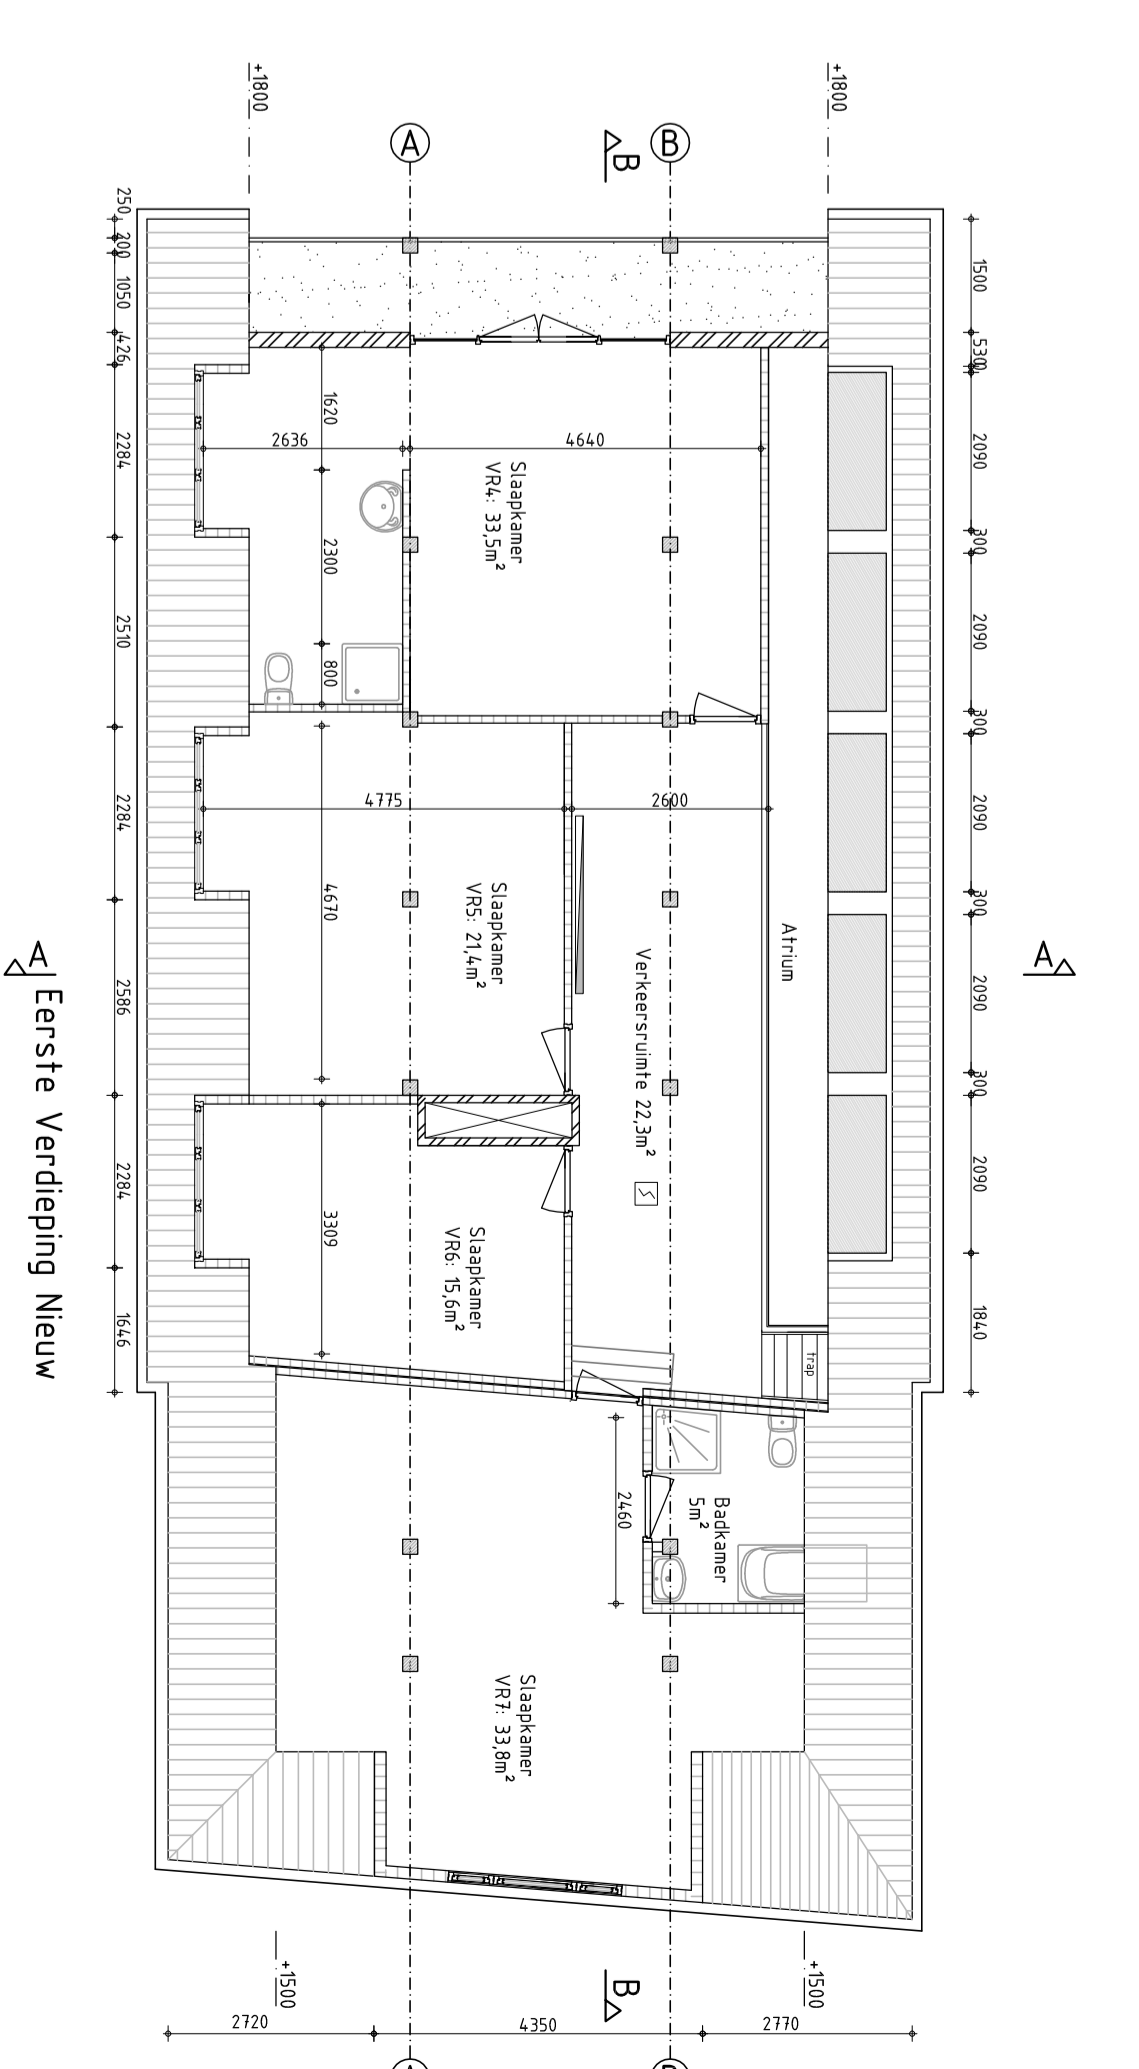 +1800
+1800
A
B
B
250
200
1050
426
2284
2510
2284
2586
2284
1646
1500
530
2090
300
2090
300
2090
300
2090
300
2090
1840
1620
2300
800
2636
4640
Slaapkamer
VR4: 33,5m²
4775
2600
4670
Slaapkamer
VR5: 21,4m²
Atrium
Verkeersruimte 22,3m²
A
A
3309
Slaapkamer
VR6: 15,6m²
trap
2460
Badkamer
5m²
Slaapkamer
VR7: 33,8m²
+1500
+1500
B
2720
4350
2770
A
Eerste Verdieping Nieuw